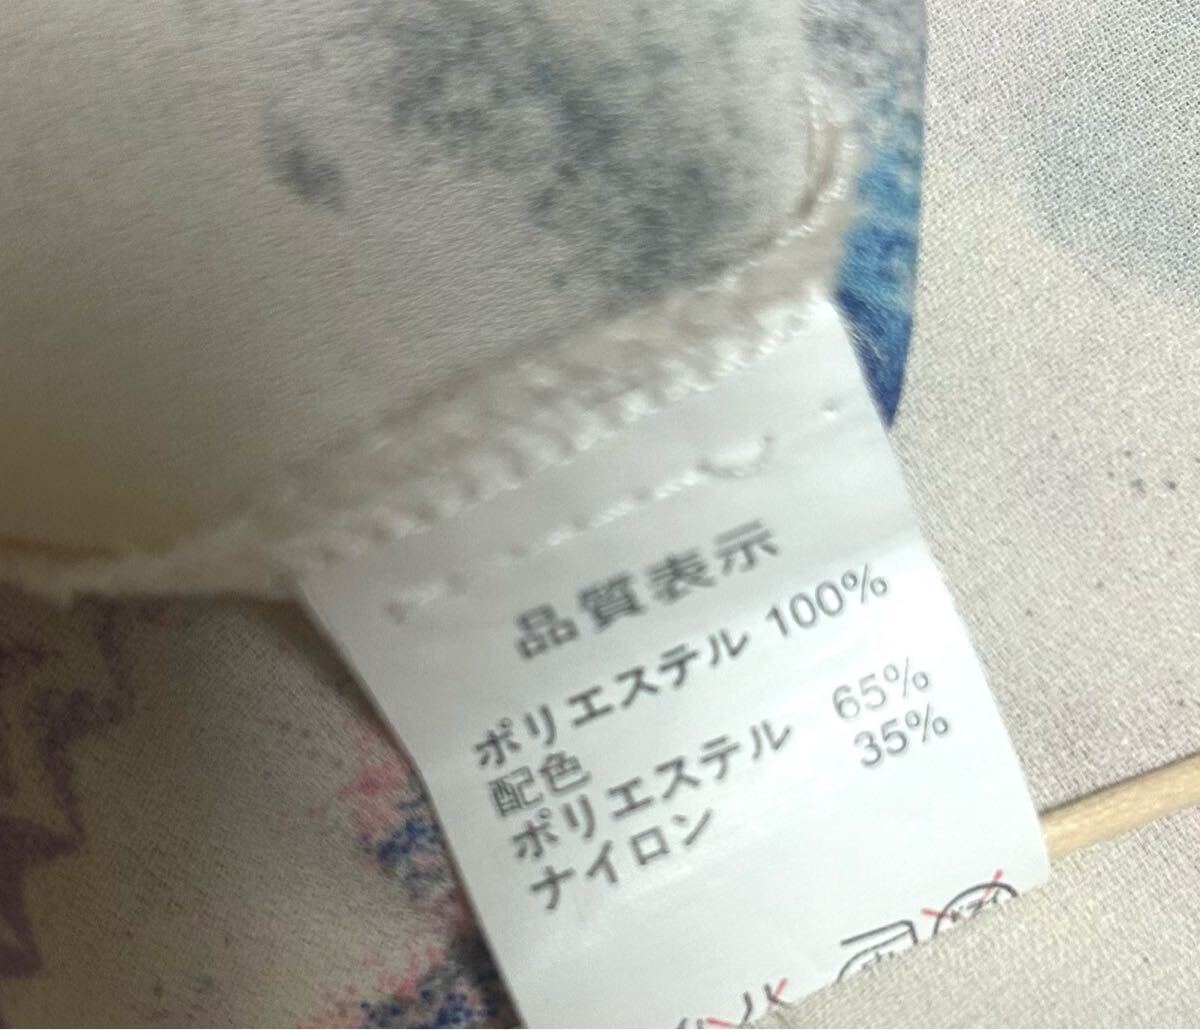 品質表示
ポリエステル 100%
配色
ポリエステル 65%
ナイロン 35%